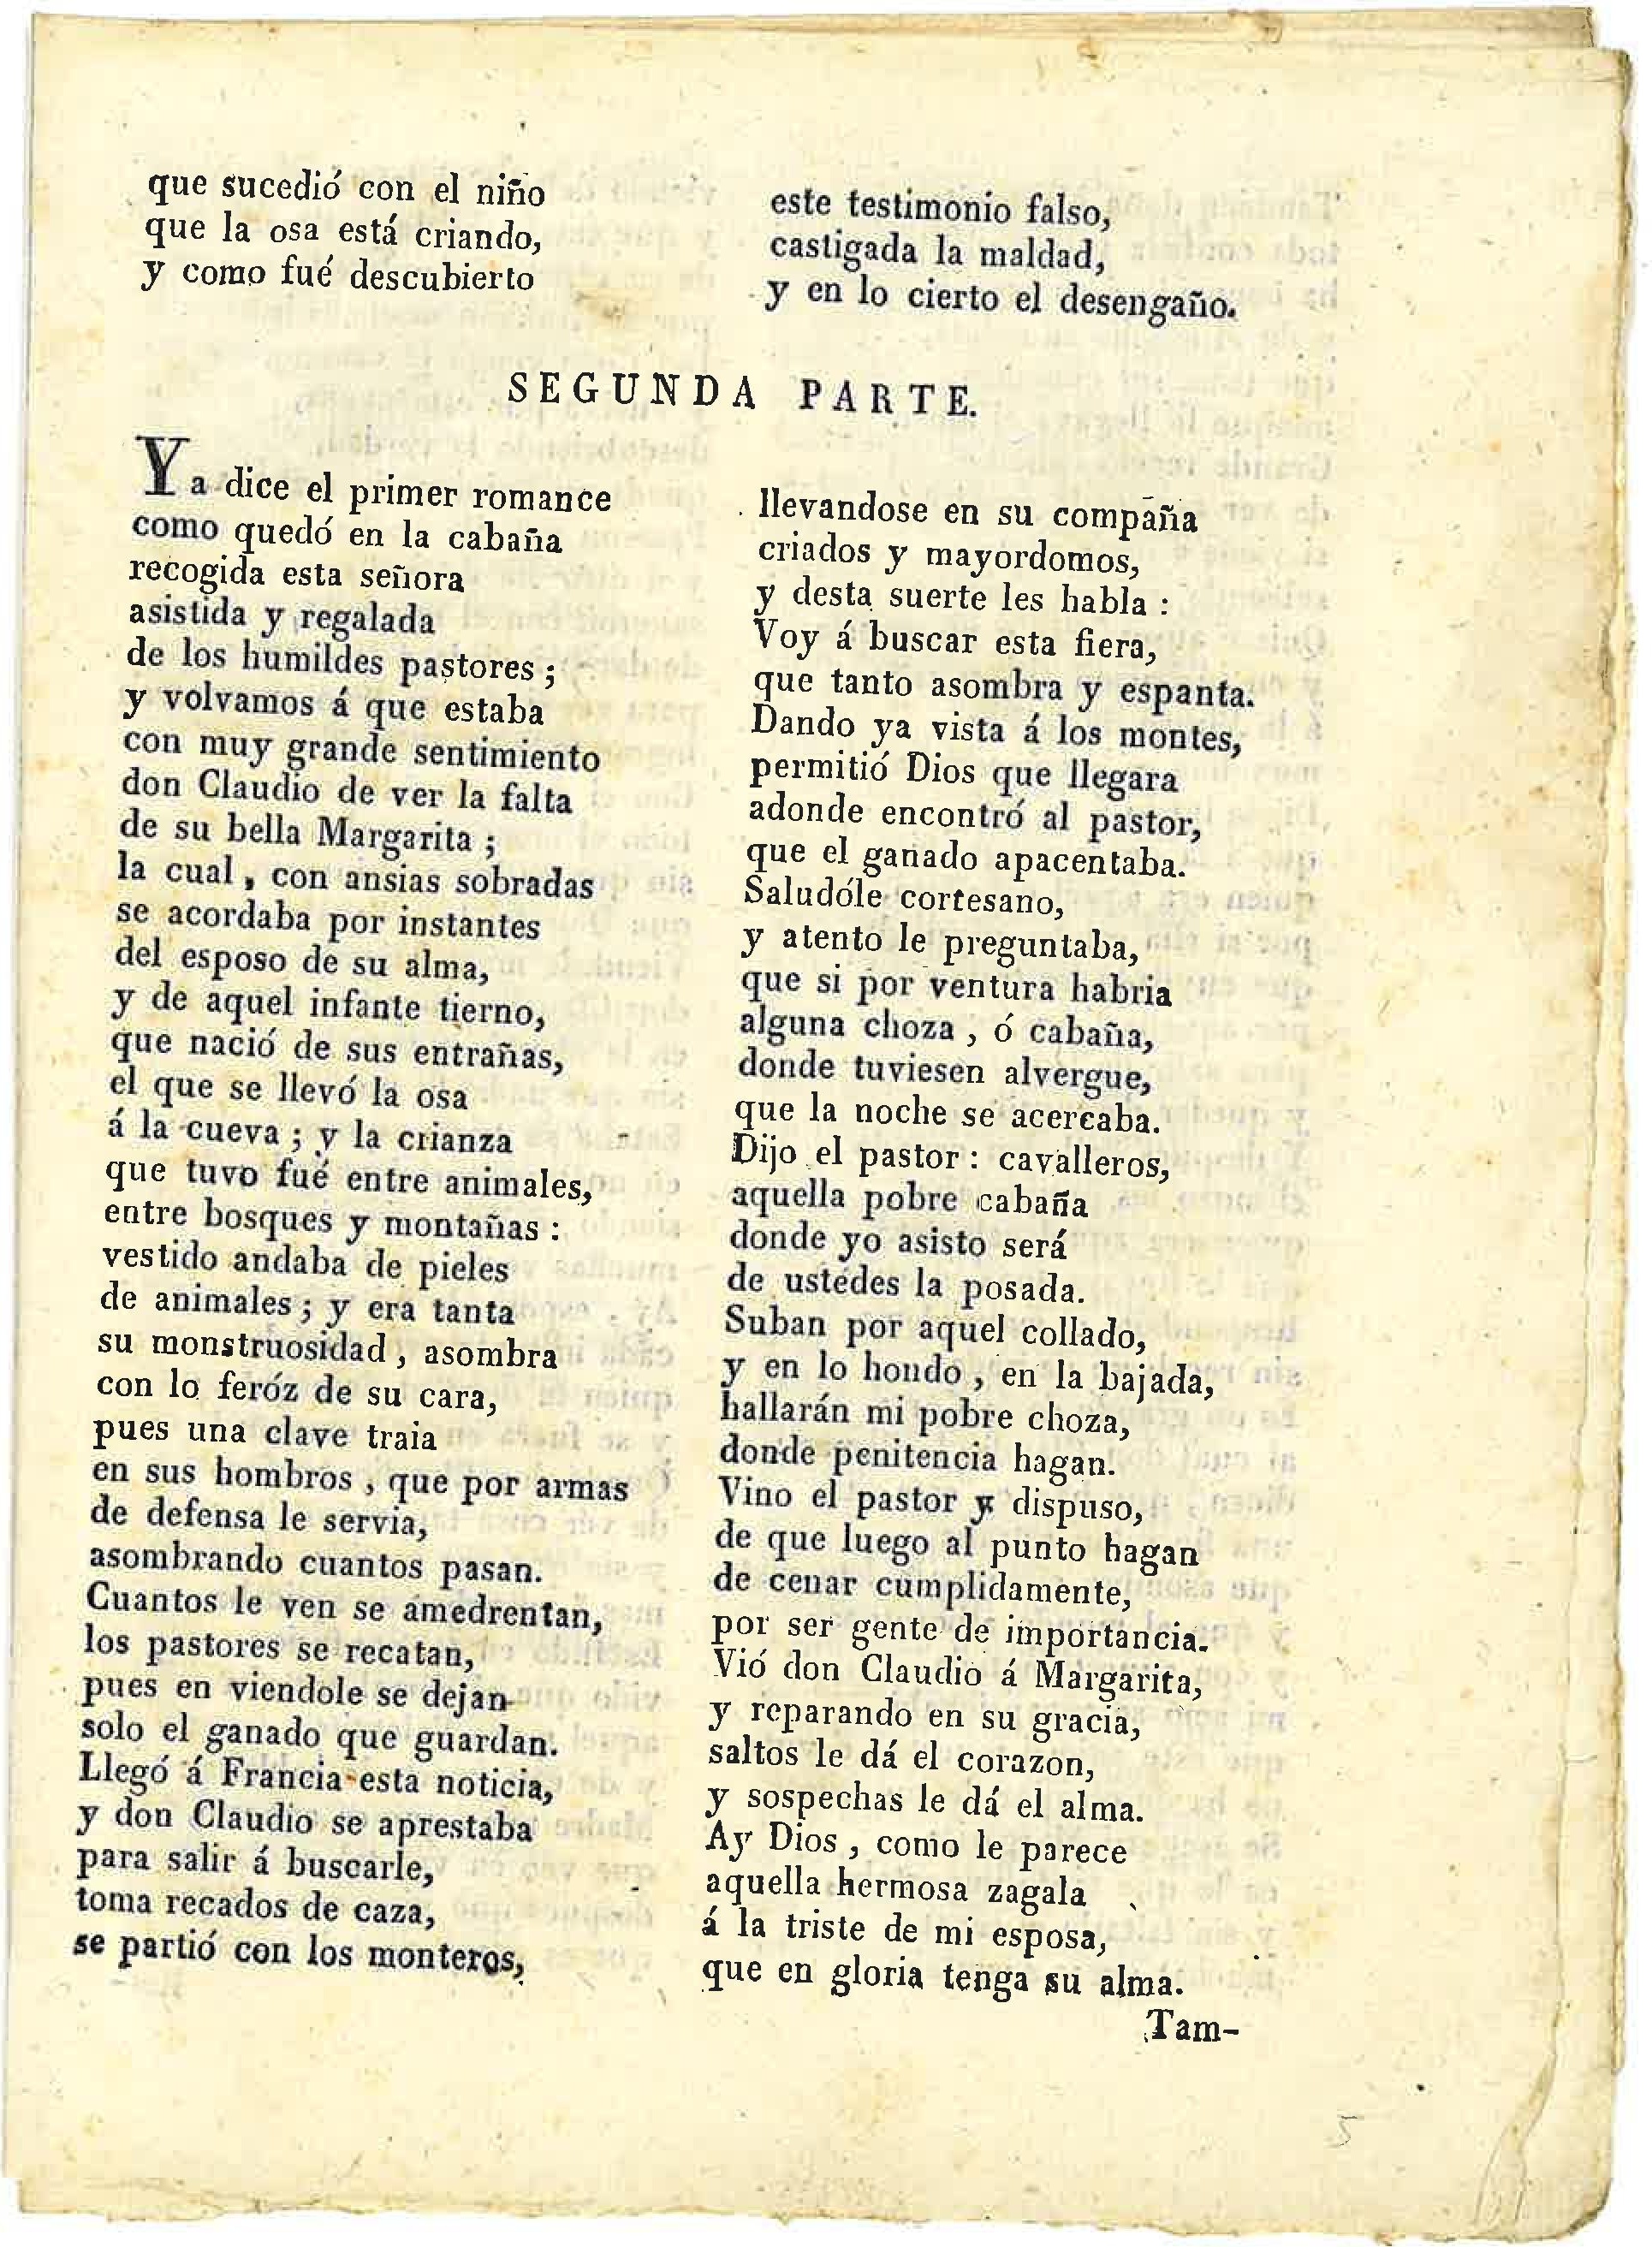 que sucedió con el niño
que la osa está criando,
y como fué descubierto
este testimonio falso,
castigada la maldad,
y en lo cierto el desengaño.
SEGUNDA PARTE.
Ya dice el primer romance
como quedó en la cabaña
recogida esta señora
asistida y regalada
de los humildes pastores ;
y volvamos á que estaba
con muy grande sentimiento
don Claudio de ver la falta
de su bella Margarita ;
la cual , con ansias sobradas
se acordaba por instantes
del esposo de su alma,
y de aquel infante tierno,
que nació de sus entrañas,
el que se llevó la osa
á la cueva ; y la crianza
que tuvo fué entre animales,
entre bosques y montañas :
vestido andaba de pieles
de animales ; y era tanta
su monstruosidad , asombra
con lo feróz de su cara,
pues una clave traia
en sus hombros , que por armas
de defensa le servia,
asombrando cuantos pasan.
Cuantos le ven se amedrentan,
los pastores se recatan,
pues en viendole se dejan
solo el ganado que guardan.
Llegó á Francia esta noticia,
y don Claudio se aprestaba
para salir á buscarle,
toma recados de caza,
se partió con los monteros,
llevandose en su compañia
criados y mayordomos,
y desta suerte les habla :
Voy á buscar esta fiera,
que tanto asombra y espanta.
Dando ya vista á los montes,
permitió Dios que llegara
adonde encontró al pastor,
que el ganado apacentaba.
Saludóle cortesano,
y atento le preguntaba,
que si por ventura habria
alguna choza , ó cabaña,
donde tuviesen alvergue,
que la noche se acercaba.
Dijo el pastor : cavalleros,
aquella pobre cabaña
donde yo asisto será
de ustedes la posada.
Suban por aquel collado,
y en lo hondo , en la bajada,
hallarán mi pobre choza,
donde penitencia hagan.
Vino el pastor y dispuso,
de que luego al punto hagan
de cenar cumplidamente,
por ser gente de importancia.
Vió don Claudio á Margarita,
y reparando en su gracia,
saltos le dá el corazon,
y sospechas le dá el alma.
Ay Dios , como le parece
aquella hermosa zagala
á la triste de mi esposa,
que en gloria tenga su alma.
Tam-
5